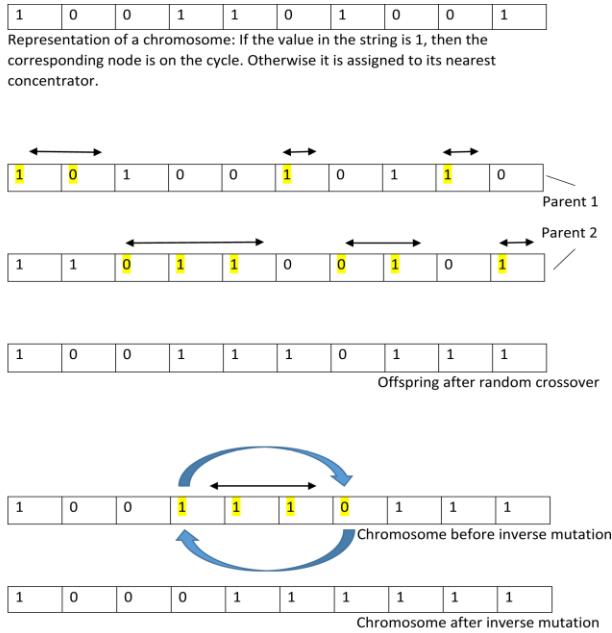 1 0 0 1 1 0 1 0 0 1
Representation of a chromosome: If the value in the string is 1, then the
corresponding node is on the cycle. Otherwise it is assigned to its nearest
concentrator.
1 0 1 0 0 1 0 1 1 0
Parent 1
Parent 2
1 1 0 1 1 0 0 1 0 1
1 0 0 1 1 1 0 1 1 1
Offspring after random crossover
1 0 0 1 1 1 0 1 1 1
Chromosome before inverse mutation
1 0 0 0 1 1 1 1 1 1
Chromosome after inverse mutation